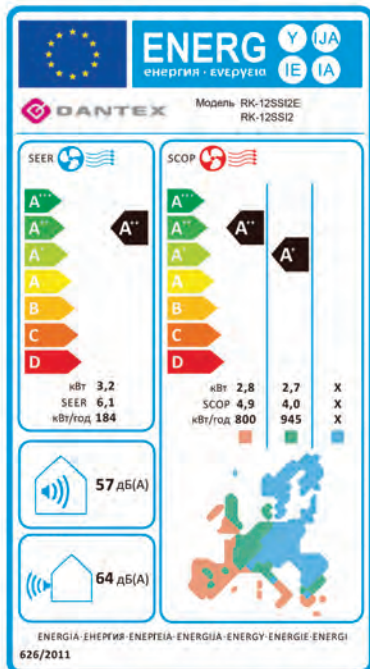 ENERG
енергия · ενεργεια
Y IJA
IE IA
DANTEX
Модель RK-12SSI2E
RK-12SSI2
SEER
A+++
A++
A+
A
B
C
D
A++
кВт 3,2
SEER 6,1
кВт/год 184
SCOP
A+++
A++
A+
A
B
C
D
A++
A+
кВт 2,8 2,7 X
SCOP 4,9 4,0 X
кВт/год 800 945 X
57 дБ(А)
64 дБ(А)
ENERGIA·ЕНЕРГИЯ·ΕΝΕΡΓΕΙΑ·ENERGIJA·ENERGY·ENERGIE·ENERGI
626/2011